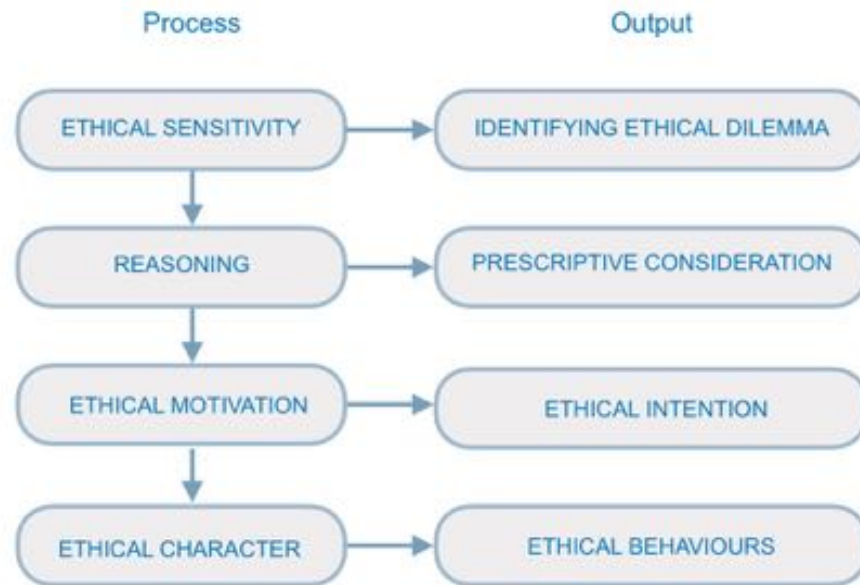 Process
Output
ETHICAL SENSITIVITY
IDENTIFYING ETHICAL DILEMMA
REASONING
PRESCRIPTIVE CONSIDERATION
ETHICAL MOTIVATION
ETHICAL INTENTION
ETHICAL CHARACTER
ETHICAL BEHAVIOURS